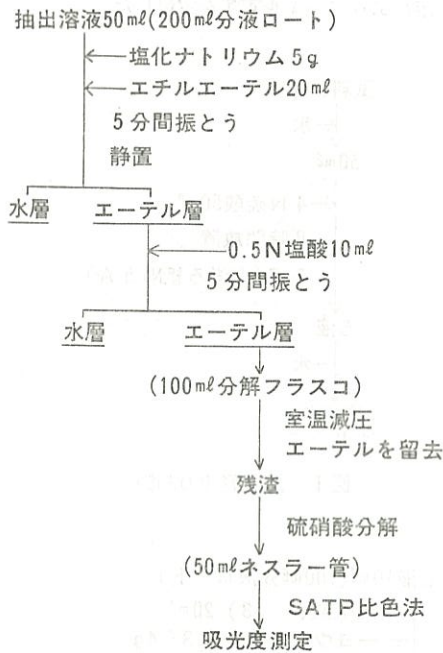 抽出溶液50㎖(200㎖分液ロート)
塩化ナトリウム5g
エチルエーテル20㎖
5分間振とう
静置
水層 エーテル層
0.5N塩酸10㎖
5分間振とう
水層 エーテル層
(100㎖分解フラスコ)
室温減圧
エーテルを留去
残渣
硫硝酸分解
(50㎖ネスラー管)
SATP比色法
吸光度測定